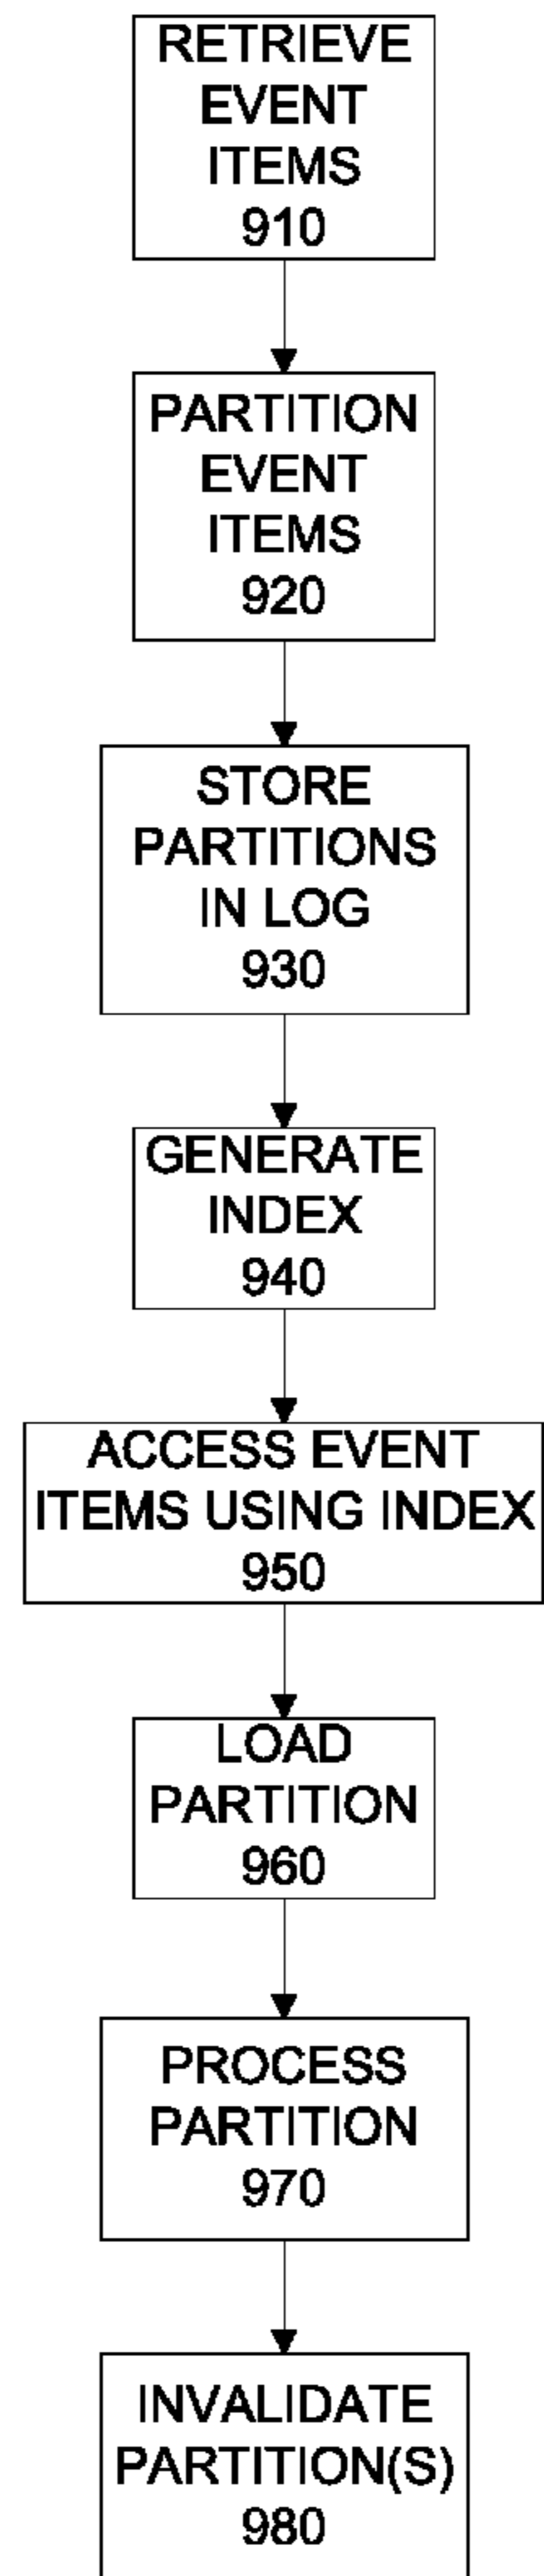 RETRIEVE
EVENT
ITEMS
910
PARTITION
EVENT
ITEMS
920
STORE
PARTITIONS
IN LOG
930
GENERATE
INDEX
940
ACCESS EVENT
ITEMS USING INDEX
950
LOAD
PARTITION
960
PROCESS
PARTITION
970
INVALIDATE
PARTITION(S)
980